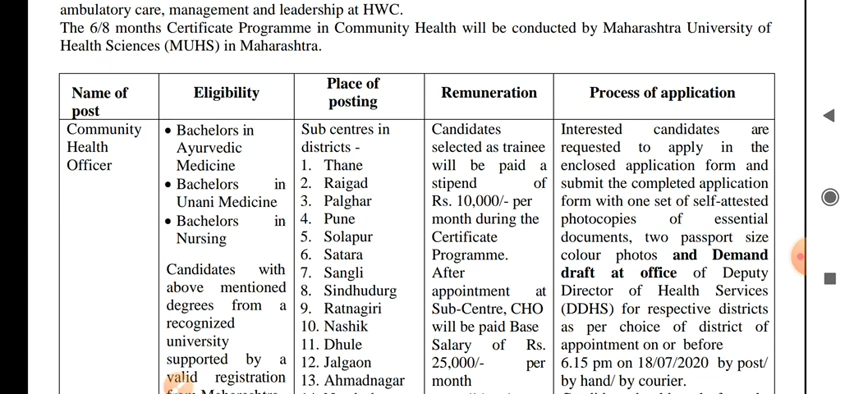 ambulatory care, management and leadership at HWC.
The 6/8 months Certificate Programme in Community Health will be conducted by Maharashtra University of
Health Sciences (MUHS) in Maharashtra.
Name of
post
Eligibility
Place of
posting
Remuneration
Process of application
Community
Health
Officer
• Bachelors in
Ayurvedic
Medicine
• Bachelors in
Unani Medicine
• Bachelors in
Nursing
Candidates with
above mentioned
degrees from a
recognized
university
supported by a
valid registration
Sub centres in
districts -
1. Thane
2. Raigad
3. Palghar
4. Pune
5. Solapur
6. Satara
7. Sangli
8. Sindhudurg
9. Ratnagiri
10. Nashik
11. Dhule
12. Jalgaon
13. Ahmadnagar
Candidates
selected as trainee
will be paid a
stipend of
Rs. 10,000/- per
month during the
Certificate
Programme.
After
appointment at
Sub-Centre, CHO
will be paid Base
Salary of Rs.
25,000/- per
month
Interested candidates are
requested to apply in the
enclosed application form and
submit the completed application
form with one set of self-attested
photocopies of essential
documents, two passport size
colour photos and Demand
draft at office of Deputy
Director of Health Services
(DDHS) for respective districts
as per choice of district of
appointment on or before
6.15 pm on 18/07/2020 by post/
by hand/ by courier.